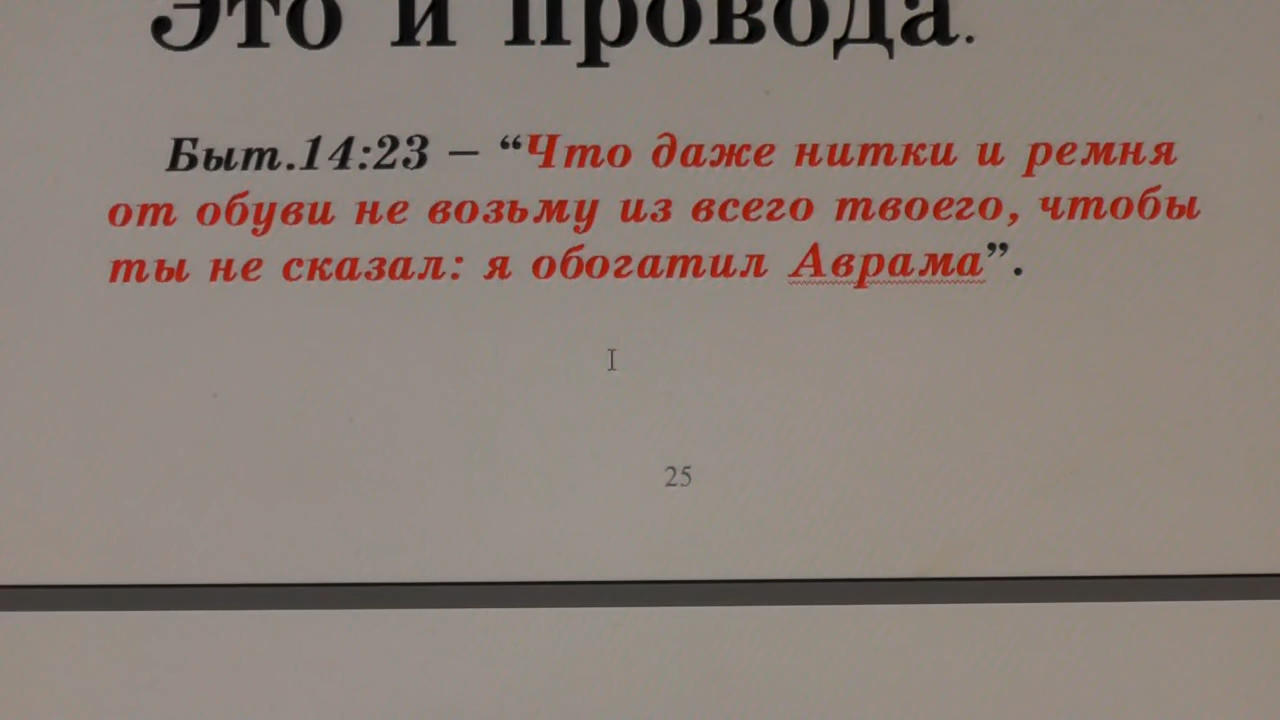 Это и провода.
Быт.14:23 – “Что даже нитки и ремня
от обуви не возьму из всего твоего, чтобы
ты не сказал: я обогатил Аврама”.
25